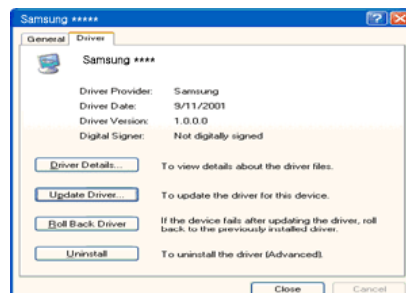 Samsung *****
General Driver
Samsung ****
Driver Provider: Samsung
Driver Date: 9/11/2001
Driver Version: 1.0.0.0
Digital Signer: Not digitally signed
Driver Details... To view details about the driver files.
Update Driver... To update the driver for this device.
Roll Back Driver If the device fails after updating the driver, roll
back to the previously installed driver.
Uninstall To uninstall the driver (Advanced).
Close Cancel